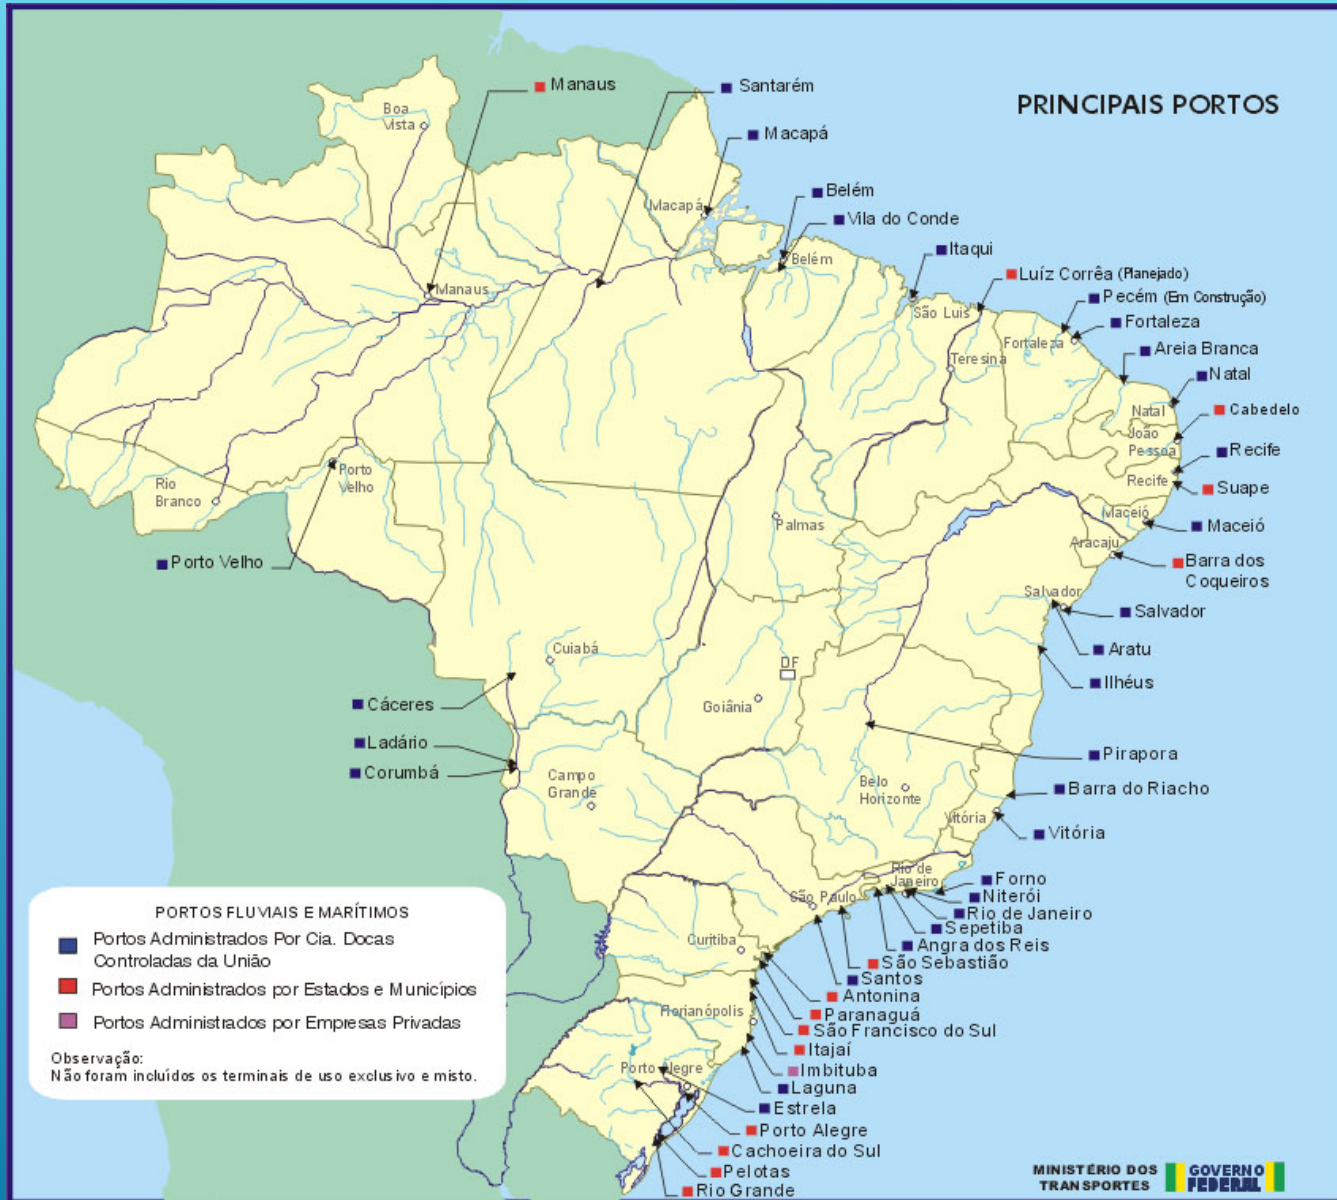 PRINCIPAIS PORTOS
Manaus
Santarém
Macapá
Belém
Vila do Conde
Itaqui
Luíz Corrêa (Planejado)
Pecém (Em Construção)
Fortaleza
Areia Branca
Natal
Cabedelo
Recife
Suape
Maceió
Barra dos
Coqueiros
Salvador
Aratu
Ilhéus
Pirapora
Barra do Riacho
Vitória
Forno
Niterói
Rio de Janeiro
Sepetiba
Angra dos Reis
São Sebastião
Santos
Antonina
Paranaguá
São Francisco do Sul
Itajaí
Imbituba
Laguna
Estrela
Porto Alegre
Cachoeira do Sul
Pelotas
Rio Grande
Porto Velho
Cáceres
Ladário
Corumbá
Boa
Vista
Macapá
Belém
Manaus
São Luis
Teresina
Fortaleza
Natal
João
Pessoa
Recife
Maceió
Aracaju
Salvador
Porto
Velho
Rio
Branco
Palmas
Cuiabá
DF
Goiânia
Campo
Grande
Belo
Horizonte
Vitória
Rio de
Janeiro
São Paulo
Curitiba
Florianópolis
Porto Alegre
PORTOS FLUVIAIS E MARÍTIMOS
Portos Administrados Por Cia. Docas
Controladas da União
Portos Administrados por Estados e Municípios
Portos Administrados por Empresas Privadas
Observação:
Não foram incluídos os terminais de uso exclusivo e misto.
MINISTÉRIO DOS
TRANSPORTES
GOVERNO
FEDERAL